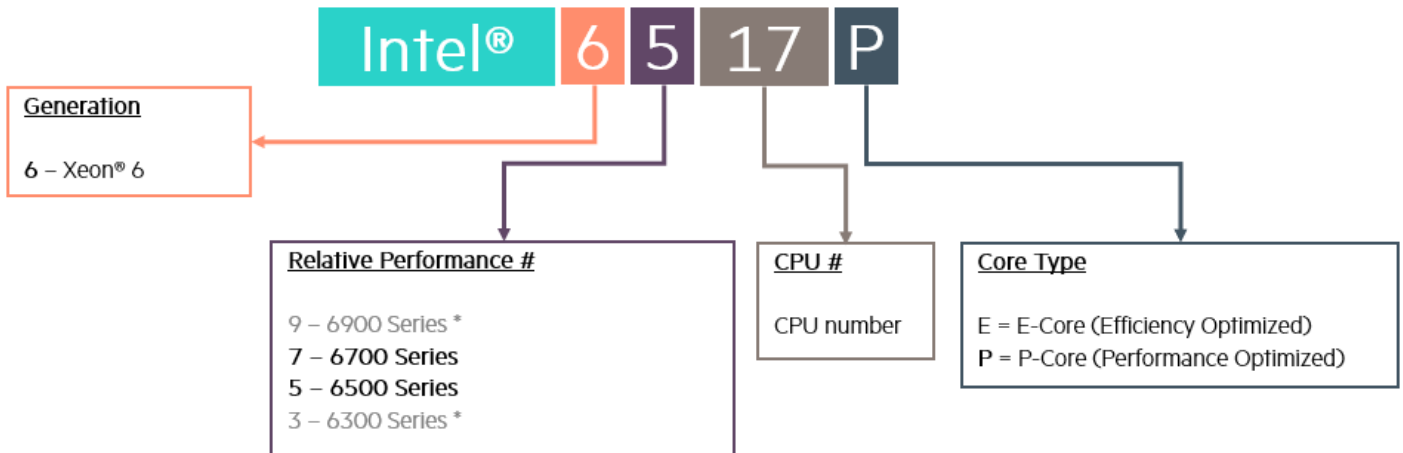 Intel® 6 5 17 P
Generation
6 – Xeon® 6
Relative Performance #
9 – 6900 Series *
7 – 6700 Series
5 – 6500 Series
3 – 6300 Series *
CPU #
CPU number
Core Type
E = E-Core (Efficiency Optimized)
P = P-Core (Performance Optimized)